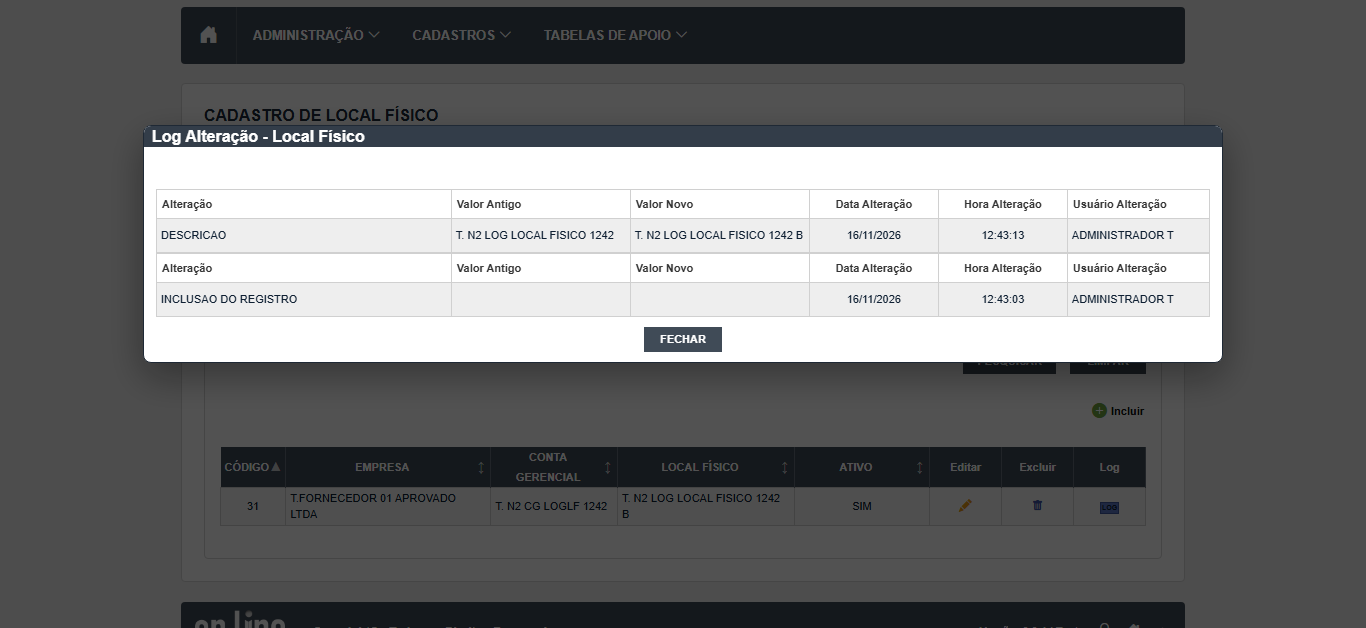 ADMINISTRAÇÃO CADASTROS TABELAS DE APOIO
CADASTRO DE LOCAL FÍSICO
Log Alteração - Local Físico
Alteração Valor Antigo Valor Novo Data Alteração Hora Alteração Usuário Alteração
DESCRICAO T. N2 LOG LOCAL FISICO 1242 T. N2 LOG LOCAL FISICO 1242 B 16/11/2026 12:43:13 ADMINISTRADOR T
Alteração Valor Antigo Valor Novo Data Alteração Hora Alteração Usuário Alteração
INCLUSAO DO REGISTRO 16/11/2026 12:43:03 ADMINISTRADOR T
FECHAR
Incluir
CÓDIGO EMPRESA CONTA GERENCIAL LOCAL FÍSICO ATIVO Editar Excluir Log
31 T.FORNECEDOR 01 APROVADO LTDA T. N2 CG LOGLF 1242 T. N2 LOG LOCAL FISICO 1242 B SIM LOG